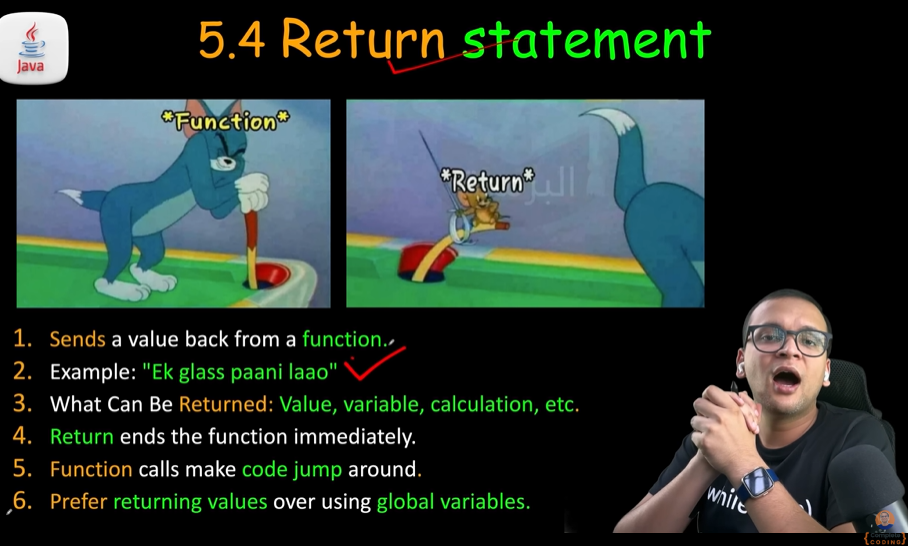 Java
5.4 Return statement
*Function*
*Return*
1. Sends a value back from a function.
2. Example: "Ek glass paani laao"
3. What Can Be Returned: Value, variable, calculation, etc.
4. Return ends the function immediately.
5. Function calls make code jump around.
6. Prefer returning values over using global variables.
while
Complete
{CODING}